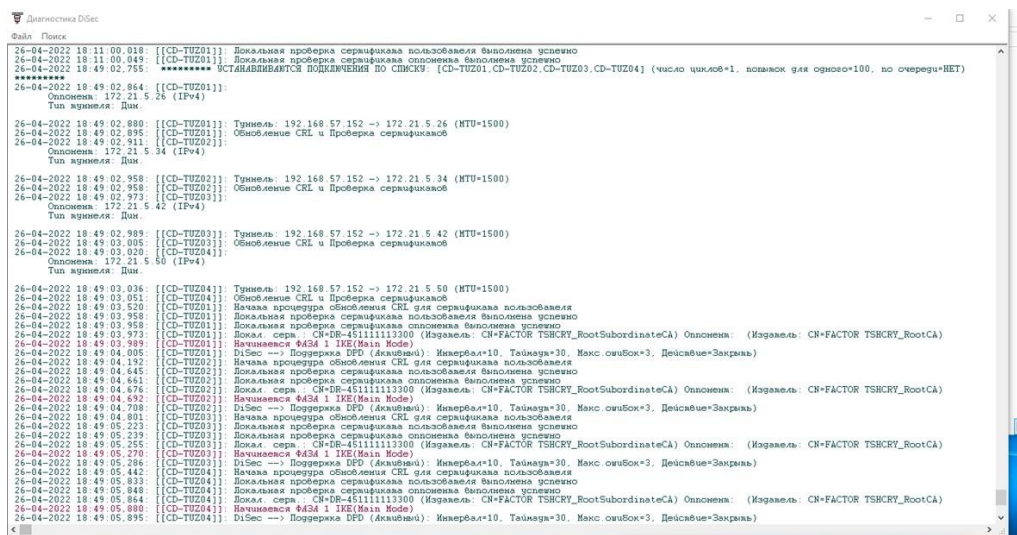 Диагностика DiSec
Файл Поиск
26-04-2022 18:11:00,018: [[CD-TUZ01]]: Локальная проверка сертификата пользователя выполнена успешно
26-04-2022 18:11:00,049: [[CD-TUZ01]]: Локальная проверка сертификата оппонента выполнена успешно
26-04-2022 18:49:02,755: ********* УСТАНАВЛИВАЮТСЯ ПОДКЛЮЧЕНИЯ ПО СПИСКУ: [CD-TUZ01,CD-TUZ02,CD-TUZ03,CD-TUZ04] (число циклов=1, попыток для одного=100, по очереди=НЕТ)
*********
26-04-2022 18:49:02,864: [[CD-TUZ01]]:
Оппонент: 172.21.5.26 (IPv4)
Тип туннеля: Дин.
26-04-2022 18:49:02,880: [[CD-TUZ01]]: Туннель: 192.168.57.152 -> 172.21.5.26 (MTU=1500)
26-04-2022 18:49:02,895: [[CD-TUZ01]]: Обновление CRL и Проверка сертификатов
26-04-2022 18:49:02,911: [[CD-TUZ02]]:
Оппонент: 172.21.5.34 (IPv4)
Тип туннеля: Дин.
26-04-2022 18:49:02,958: [[CD-TUZ02]]: Туннель: 192.168.57.152 -> 172.21.5.34 (MTU=1500)
26-04-2022 18:49:02,958: [[CD-TUZ02]]: Обновление CRL и Проверка сертификатов
26-04-2022 18:49:02,973: [[CD-TUZ03]]:
Оппонент: 172.21.5.42 (IPv4)
Тип туннеля: Дин.
26-04-2022 18:49:02,989: [[CD-TUZ03]]: Туннель: 192.168.57.152 -> 172.21.5.42 (MTU=1500)
26-04-2022 18:49:03,005: [[CD-TUZ03]]: Обновление CRL и Проверка сертификатов
26-04-2022 18:49:03,020: [[CD-TUZ04]]:
Оппонент: 172.21.5.50 (IPv4)
Тип туннеля: Дин.
26-04-2022 18:49:03,036: [[CD-TUZ04]]: Туннель: 192.168.57.152 -> 172.21.5.50 (MTU=1500)
26-04-2022 18:49:03,051: [[CD-TUZ04]]: Обновление CRL и Проверка сертификатов
26-04-2022 18:49:03,520: [[CD-TUZ01]]: Начата процедура обновления CRL для сертификата пользователя
26-04-2022 18:49:03,958: [[CD-TUZ01]]: Локальная проверка сертификата пользователя выполнена успешно
26-04-2022 18:49:03,958: [[CD-TUZ01]]: Локальная проверка сертификата оппонента выполнена успешно
26-04-2022 18:49:03,973: [[CD-TUZ01]]: Локал. серт.: CN=DR-451111113300 (Издатель: CN=FACTOR TSHCRY_RootSubordinateCA) Оппонент: (Издатель: CN=FACTOR TSHCRY_RootCA)
26-04-2022 18:49:03,989: [[CD-TUZ01]]: Начинается ФАЗА 1 IKE(Main Mode)
26-04-2022 18:49:04,005: [[CD-TUZ01]]: DiSec --> Поддержка DPD (Активный): Интервал=10, Таймаут=30, Макс.ошибок=3, Действие=Закрыть)
26-04-2022 18:49:04,192: [[CD-TUZ02]]: Начата процедура обновления CRL для сертификата пользователя
26-04-2022 18:49:04,645: [[CD-TUZ02]]: Локальная проверка сертификата пользователя выполнена успешно
26-04-2022 18:49:04,661: [[CD-TUZ02]]: Локальная проверка сертификата оппонента выполнена успешно
26-04-2022 18:49:04,676: [[CD-TUZ02]]: Локал. серт.: CN=DR-451111113300 (Издатель: CN=FACTOR TSHCRY_RootSubordinateCA) Оппонент: (Издатель: CN=FACTOR TSHCRY_RootCA)
26-04-2022 18:49:04,692: [[CD-TUZ02]]: Начинается ФАЗА 1 IKE(Main Mode)
26-04-2022 18:49:04,708: [[CD-TUZ02]]: DiSec --> Поддержка DPD (Активный): Интервал=10, Таймаут=30, Макс.ошибок=3, Действие=Закрыть)
26-04-2022 18:49:04,801: [[CD-TUZ03]]: Начата процедура обновления CRL для сертификата пользователя
26-04-2022 18:49:05,223: [[CD-TUZ03]]: Локальная проверка сертификата пользователя выполнена успешно
26-04-2022 18:49:05,239: [[CD-TUZ03]]: Локальная проверка сертификата оппонента выполнена успешно
26-04-2022 18:49:05,255: [[CD-TUZ03]]: Локал. серт.: CN=DR-451111113300 (Издатель: CN=FACTOR TSHCRY_RootSubordinateCA) Оппонент: (Издатель: CN=FACTOR TSHCRY_RootCA)
26-04-2022 18:49:05,270: [[CD-TUZ03]]: Начинается ФАЗА 1 IKE(Main Mode)
26-04-2022 18:49:05,286: [[CD-TUZ03]]: DiSec --> Поддержка DPD (Активный): Интервал=10, Таймаут=30, Макс.ошибок=3, Действие=Закрыть)
26-04-2022 18:49:05,442: [[CD-TUZ04]]: Начата процедура обновления CRL для сертификата пользователя
26-04-2022 18:49:05,833: [[CD-TUZ04]]: Локальная проверка сертификата пользователя выполнена успешно
26-04-2022 18:49:05,848: [[CD-TUZ04]]: Локальная проверка сертификата оппонента выполнена успешно
26-04-2022 18:49:05,864: [[CD-TUZ04]]: Локал. серт.: CN=DR-451111113300 (Издатель: CN=FACTOR TSHCRY_RootSubordinateCA) Оппонент: (Издатель: CN=FACTOR TSHCRY_RootCA)
26-04-2022 18:49:05,880: [[CD-TUZ04]]: Начинается ФАЗА 1 IKE(Main Mode)
26-04-2022 18:49:05,895: [[CD-TUZ04]]: DiSec --> Поддержка DPD (Активный): Интервал=10, Таймаут=30, Макс.ошибок=3, Действие=Закрыть)